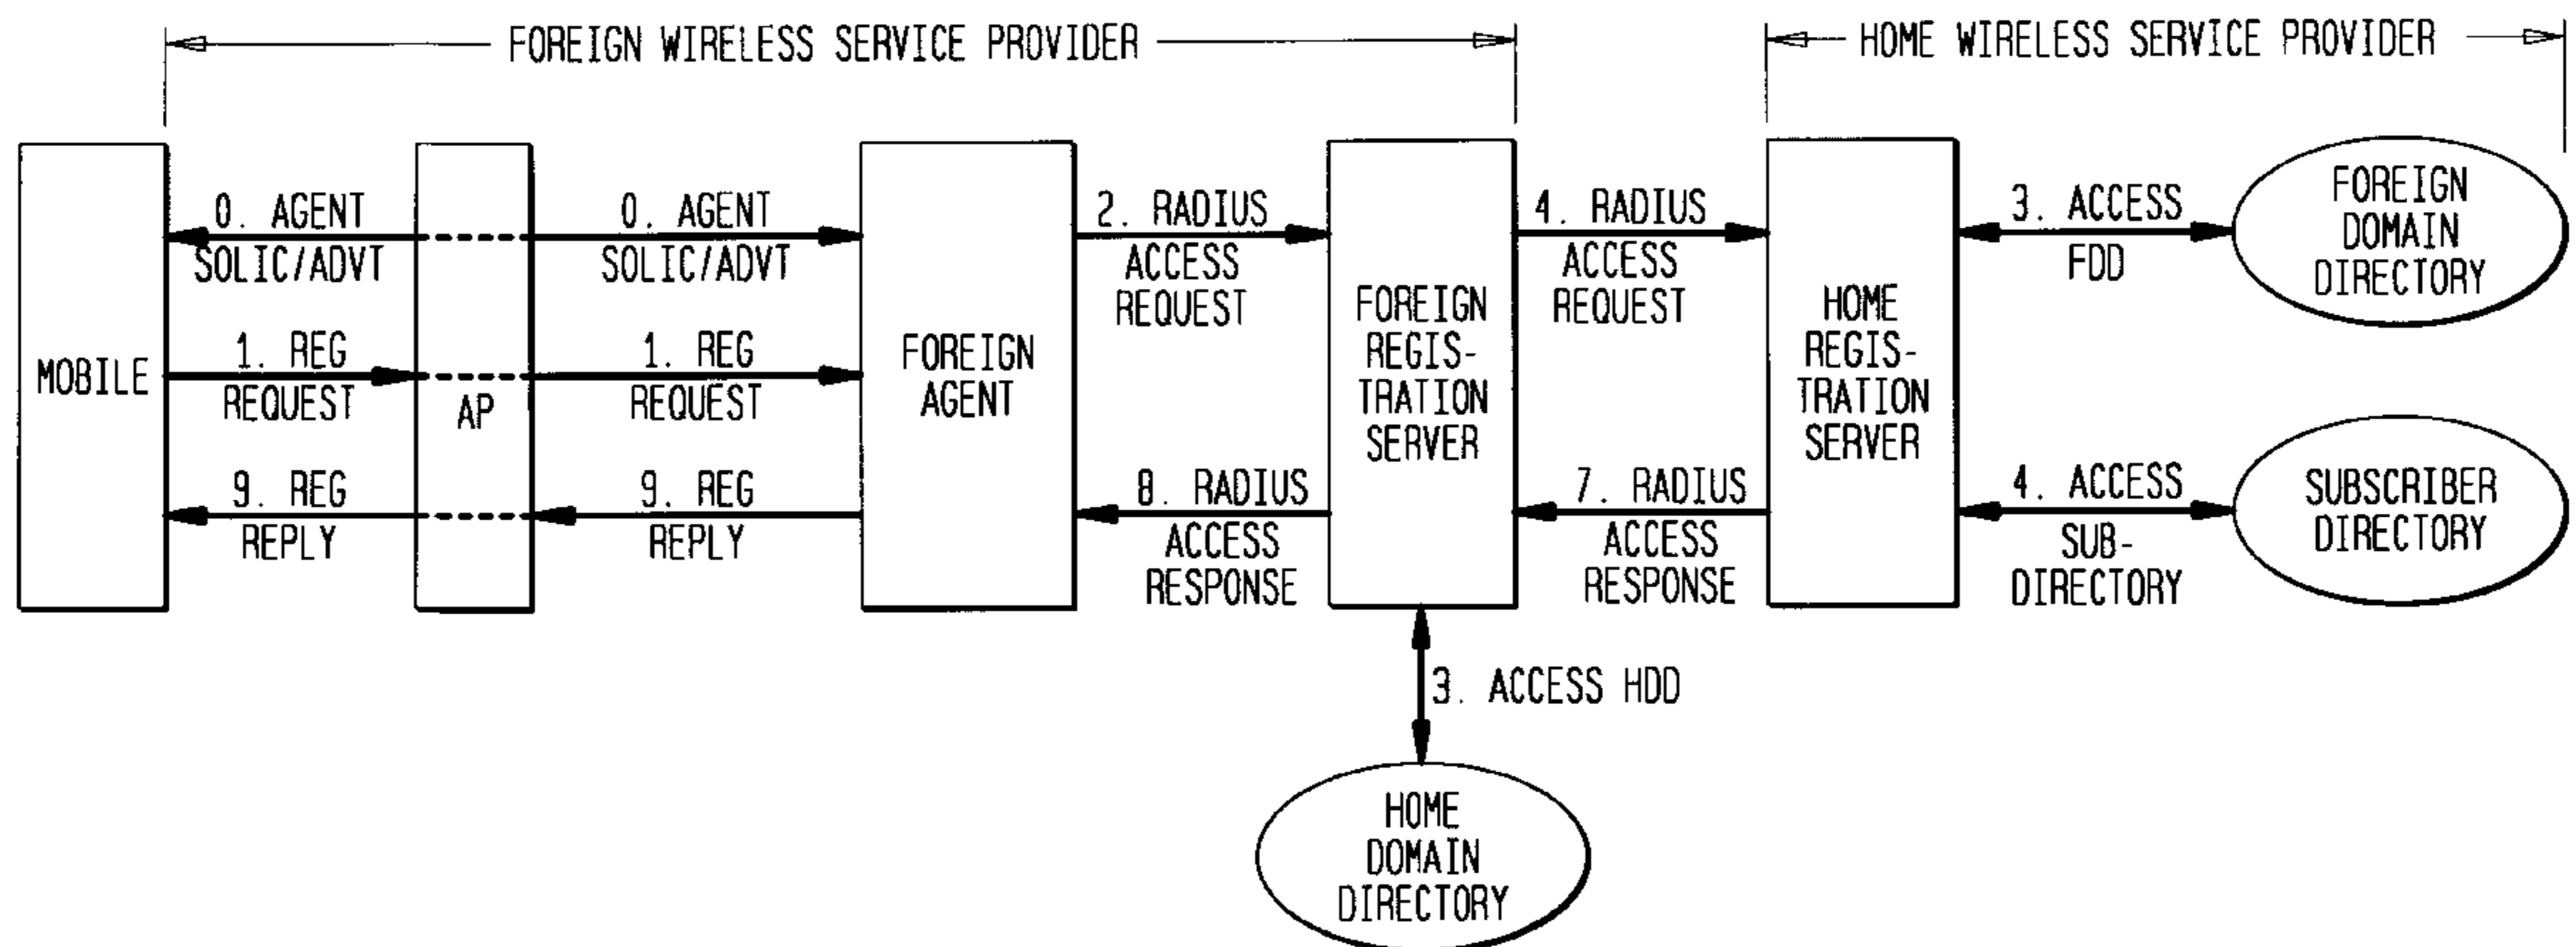 FOREIGN WIRELESS SERVICE PROVIDER
HOME WIRELESS SERVICE PROVIDER
MOBILE
0. AGENT
SOLIC/ADVT
1. REG
REQUEST
9. REG
REPLY
AP
0. AGENT
SOLIC/ADVT
1. REG
REQUEST
9. REG
REPLY
FOREIGN
AGENT
2. RADIUS
ACCESS
REQUEST
8. RADIUS
ACCESS
RESPONSE
FOREIGN
REGIS-
TRATION
SERVER
4. RADIUS
ACCESS
REQUEST
7. RADIUS
ACCESS
RESPONSE
HOME
REGIS-
TRATION
SERVER
3. ACCESS
FDD
4. ACCESS
SUB-
DIRECTORY
FOREIGN
DOMAIN
DIRECTORY
SUBSCRIBER
DIRECTORY
3. ACCESS HDD
HOME
DOMAIN
DIRECTORY